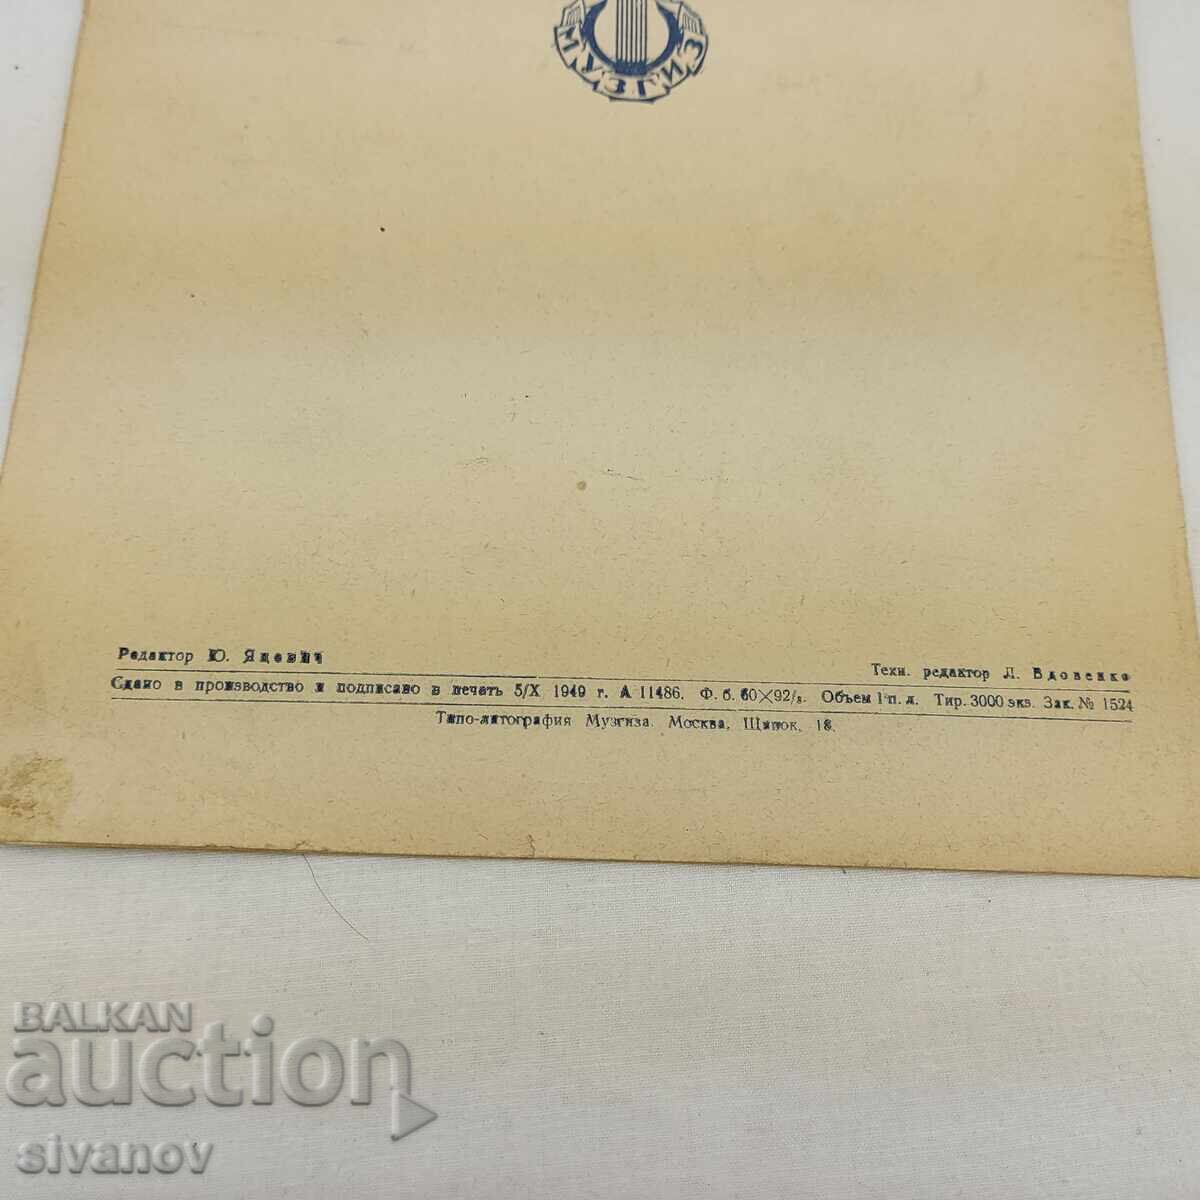 МУЗГИЗ
Редактор Ю. Яцевич
Техн. редактор Л. Вдовенко
Сдано в производство и подписано в печать 5/X 1949 г. А 11486. Ф. б. 60×92/8. Объем 1 п. л. Тир. 3000 экз. Зак. № 1524
Типо-литография Музгиза. Москва, Щипок, 18.
BALKAN
auction
sivanov